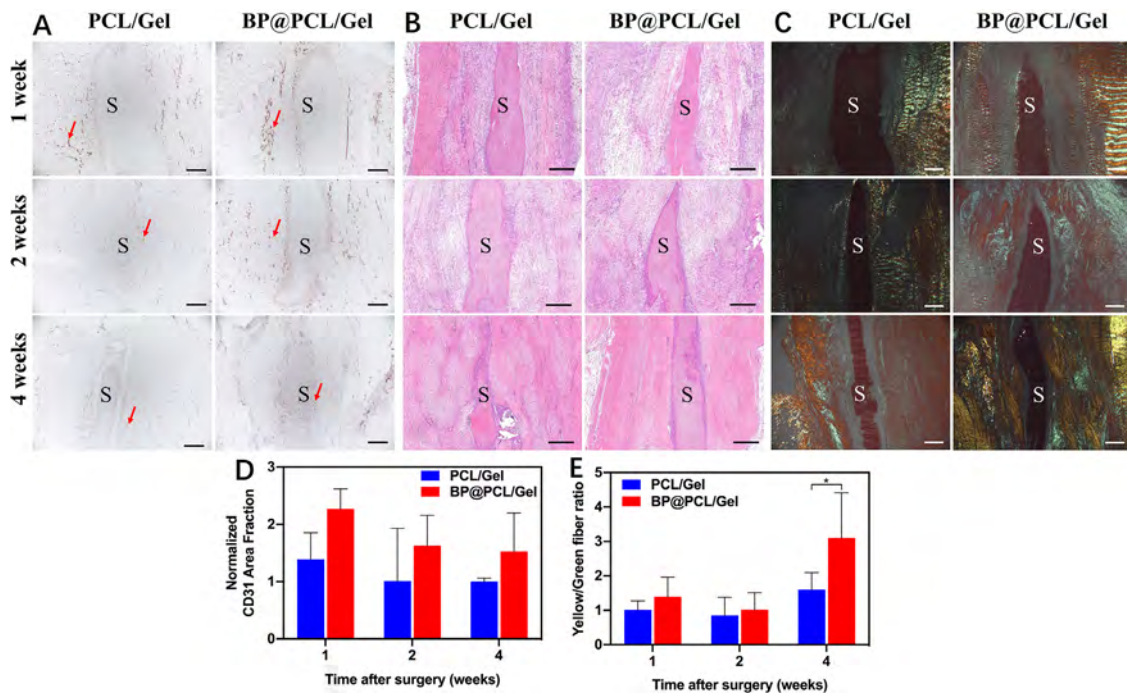 A PCL/Gel BP@PCL/Gel B PCL/Gel BP@PCL/Gel C PCL/Gel BP@PCL/Gel
1 week S S S S S S
2 weeks S S S S S S
4 weeks S S S S S S
D
PCL/Gel
BP@PCL/Gel
Normalized
CD31 Area Fraction
3
2
1
0
1 2 4
Time after surgery (weeks)
E
PCL/Gel
BP@PCL/Gel
*
Yellow/Green fiber ratio
5
4
3
2
1
0
1 2 4
Time after surgery (weeks)